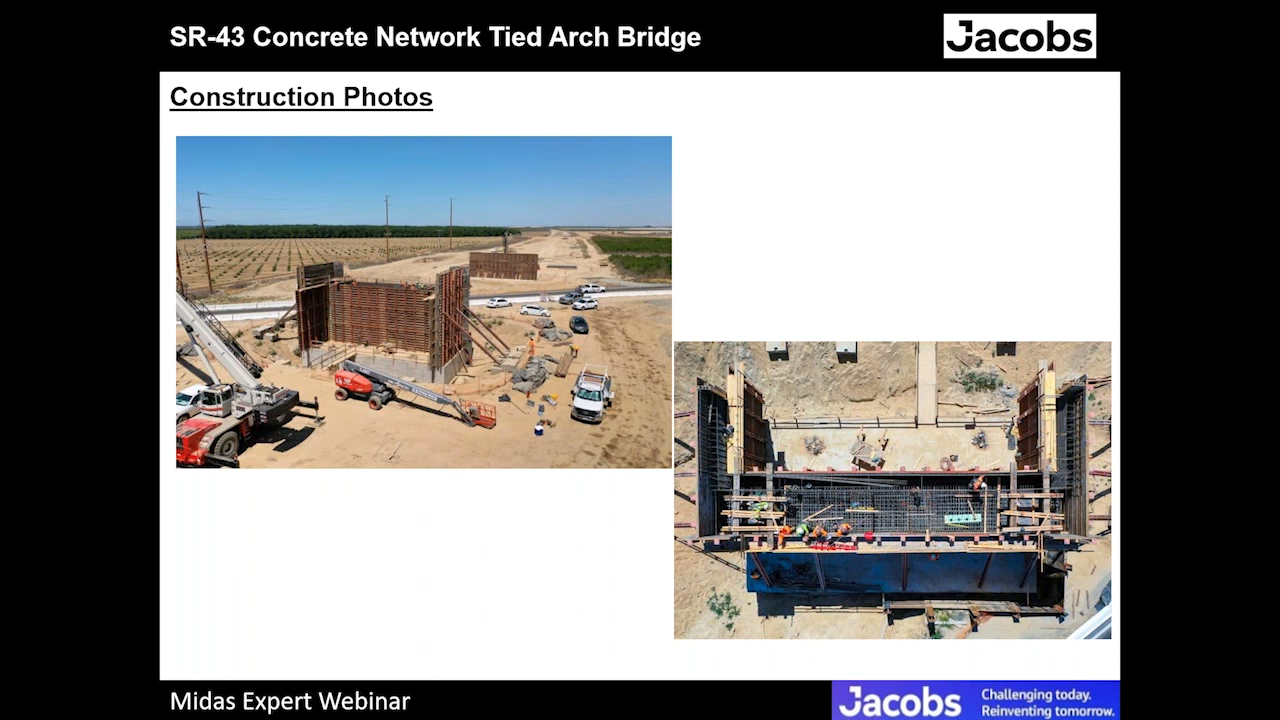 SR-43 Concrete Network Tied Arch Bridge
Jacobs
Construction Photos
Midas Expert Webinar
Jacobs
Challenging today.
Reinventing tomorrow.